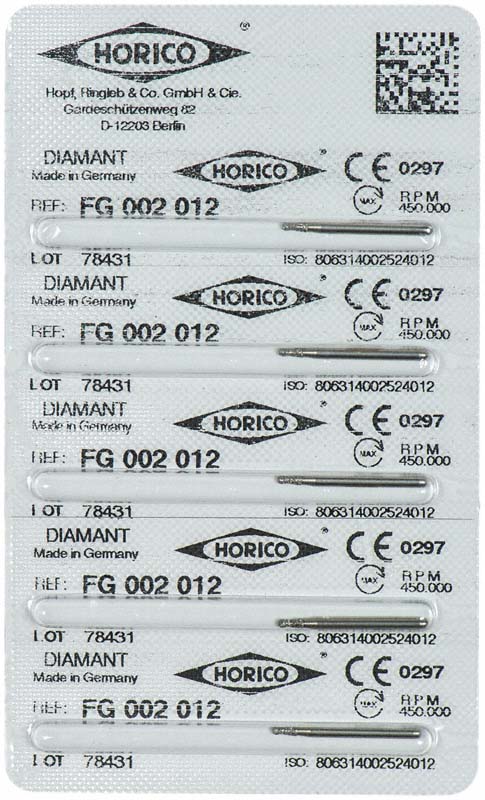 HORICO ®
Hopf, Ringleb & Co. GmbH & Cie.
Gardeschützenweg 82
D-12203 Berlin
DIAMANT HORICO ® CE 0297
Made in Germany MAX RPM
REF: FG 002 012 450.000
LOT 78431 ISO: 806314002524012
DIAMANT HORICO ® CE 0297
Made in Germany MAX RPM
REF: FG 002 012 450.000
LOT 78431 ISO: 806314002524012
DIAMANT HORICO ® CE 0297
Made in Germany MAX RPM
REF: FG 002 012 450.000
LOT 78431 ISO: 806314002524012
DIAMANT HORICO ® CE 0297
Made in Germany MAX RPM
REF: FG 002 012 450.000
LOT 78431 ISO: 806314002524012
DIAMANT HORICO ® CE 0297
Made in Germany MAX RPM
REF: FG 002 012 450.000
LOT 78431 ISO: 806314002524012